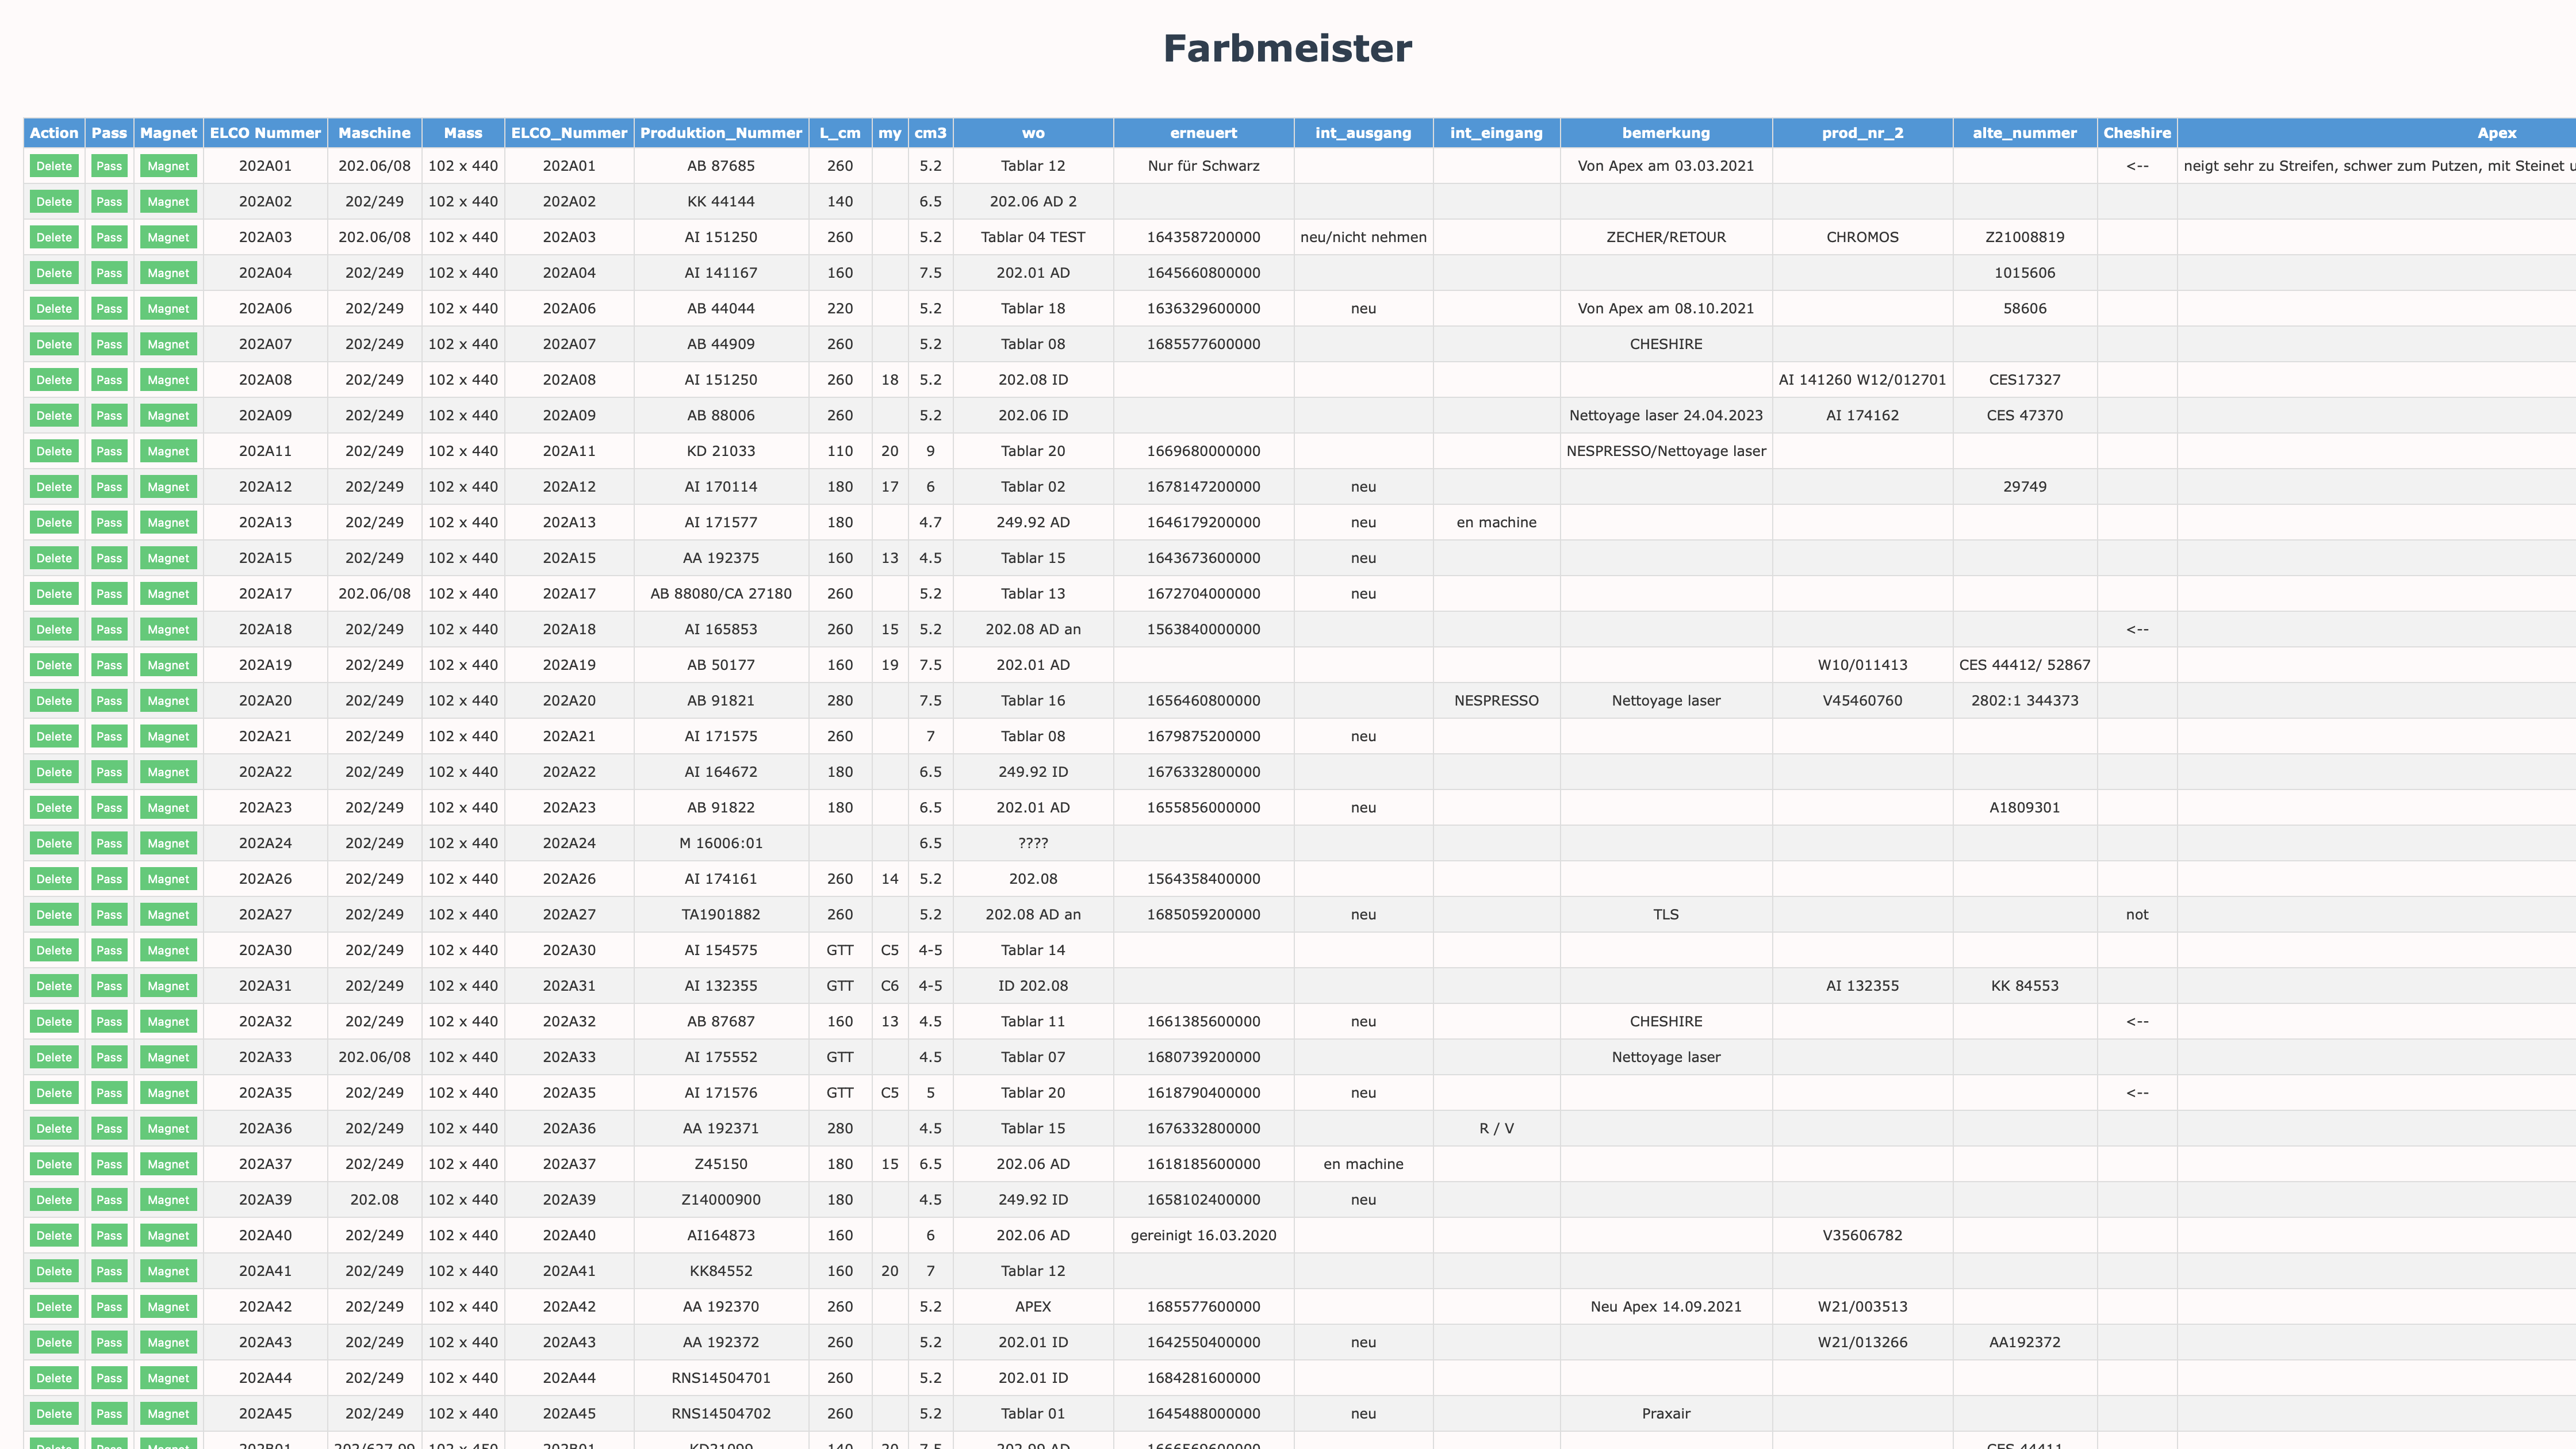 Farbmeister
Action Pass Magnet ELCO Nummer Maschine Mass ELCO_Nummer Produktion_Nummer L_cm my cm3 wo erneuert int_ausgang int_eingang bemerkung prod_nr_2 alte_nummer Cheshire Apex
Delete Pass Magnet 202A01 202.06/08 102 x 440 202A01 AB 87685 260 5.2 Tablar 12 Nur für Schwarz Von Apex am 03.03.2021 <-- neigt sehr zu Streifen, schwer zum Putzen, mit Steinet u
Delete Pass Magnet 202A02 202/249 102 x 440 202A02 KK 44144 140 6.5 202.06 AD 2
Delete Pass Magnet 202A03 202.06/08 102 x 440 202A03 AI 151250 260 5.2 Tablar 04 TEST 1643587200000 neu/nicht nehmen ZECHER/RETOUR CHROMOS Z21008819
Delete Pass Magnet 202A04 202/249 102 x 440 202A04 AI 141167 160 7.5 202.01 AD 1645660800000 1015606
Delete Pass Magnet 202A06 202/249 102 x 440 202A06 AB 44044 220 5.2 Tablar 18 1636329600000 neu Von Apex am 08.10.2021 58606
Delete Pass Magnet 202A07 202/249 102 x 440 202A07 AB 44909 260 5.2 Tablar 08 1685577600000 CHESHIRE
Delete Pass Magnet 202A08 202/249 102 x 440 202A08 AI 151250 260 18 5.2 202.08 ID AI 141260 W12/012701 CES17327
Delete Pass Magnet 202A09 202/249 102 x 440 202A09 AB 88006 260 5.2 202.06 ID Nettoyage laser 24.04.2023 AI 174162 CES 47370
Delete Pass Magnet 202A11 202/249 102 x 440 202A11 KD 21033 110 20 9 Tablar 20 1669680000000 NESPRESSO/Nettoyage laser
Delete Pass Magnet 202A12 202/249 102 x 440 202A12 AI 170114 180 17 6 Tablar 02 1678147200000 neu 29749
Delete Pass Magnet 202A13 202/249 102 x 440 202A13 AI 171577 180 4.7 249.92 AD 1646179200000 neu en machine
Delete Pass Magnet 202A15 202/249 102 x 440 202A15 AA 192375 160 13 4.5 Tablar 15 1643673600000 neu
Delete Pass Magnet 202A17 202.06/08 102 x 440 202A17 AB 88080/CA 27180 260 5.2 Tablar 13 1672704000000 neu
Delete Pass Magnet 202A18 202/249 102 x 440 202A18 AI 165853 260 15 5.2 202.08 AD an 1563840000000 <--
Delete Pass Magnet 202A19 202/249 102 x 440 202A19 AB 50177 160 19 7.5 202.01 AD W10/011413 CES 44412/ 52867
Delete Pass Magnet 202A20 202/249 102 x 440 202A20 AB 91821 280 7.5 Tablar 16 1656460800000 NESPRESSO Nettoyage laser V45460760 2802:1 344373
Delete Pass Magnet 202A21 202/249 102 x 440 202A21 AI 171575 260 7 Tablar 08 1679875200000 neu
Delete Pass Magnet 202A22 202/249 102 x 440 202A22 AI 164672 180 6.5 249.92 ID 1676332800000
Delete Pass Magnet 202A23 202/249 102 x 440 202A23 AB 91822 180 6.5 202.01 AD 1655856000000 neu A1809301
Delete Pass Magnet 202A24 202/249 102 x 440 202A24 M 16006:01 6.5 ????
Delete Pass Magnet 202A26 202/249 102 x 440 202A26 AI 174161 260 14 5.2 202.08 1564358400000
Delete Pass Magnet 202A27 202/249 102 x 440 202A27 TA1901882 260 5.2 202.08 AD an 1685059200000 neu TLS not
Delete Pass Magnet 202A30 202/249 102 x 440 202A30 AI 154575 GTT C5 4-5 Tablar 14
Delete Pass Magnet 202A31 202/249 102 x 440 202A31 AI 132355 GTT C6 4-5 ID 202.08 AI 132355 KK 84553
Delete Pass Magnet 202A32 202/249 102 x 440 202A32 AB 87687 160 13 4.5 Tablar 11 1661385600000 neu CHESHIRE <--
Delete Pass Magnet 202A33 202.06/08 102 x 440 202A33 AI 175552 GTT 4.5 Tablar 07 1680739200000 Nettoyage laser
Delete Pass Magnet 202A35 202/249 102 x 440 202A35 AI 171576 GTT C5 5 Tablar 20 1618790400000 neu <--
Delete Pass Magnet 202A36 202/249 102 x 440 202A36 AA 192371 280 4.5 Tablar 15 1676332800000 R / V
Delete Pass Magnet 202A37 202/249 102 x 440 202A37 Z45150 180 15 6.5 202.06 AD 1618185600000 en machine
Delete Pass Magnet 202A39 202.08 102 x 440 202A39 Z14000900 180 4.5 249.92 ID 1658102400000 neu
Delete Pass Magnet 202A40 202/249 102 x 440 202A40 AI164873 160 6 202.06 AD gereinigt 16.03.2020 V35606782
Delete Pass Magnet 202A41 202/249 102 x 440 202A41 KK84552 160 20 7 Tablar 12
Delete Pass Magnet 202A42 202/249 102 x 440 202A42 AA 192370 260 5.2 APEX 1685577600000 Neu Apex 14.09.2021 W21/003513
Delete Pass Magnet 202A43 202/249 102 x 440 202A43 AA 192372 260 5.2 202.01 ID 1642550400000 neu W21/013266 AA192372
Delete Pass Magnet 202A44 202/249 102 x 440 202A44 RNS14504701 260 5.2 202.01 ID 1684281600000
Delete Pass Magnet 202A45 202/249 102 x 440 202A45 RNS14504702 260 5.2 Tablar 01 1645488000000 neu Praxair
Delete Pass Magnet 202B01 202/627.99 102 x 450 202B01 KD21099 140 20 7.5 202.99 AD 1666569600000 CES 44411